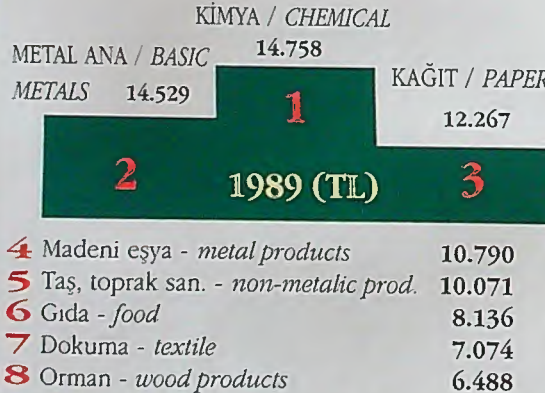 KİMYA / CHEMICAL
14.758
METAL ANA / BASIC
METALS 14.529
KAĞIT / PAPER
12.267
1
2
1989 (TL)
3
4 Madeni eşya - metal products 10.790
5 Taş, toprak san. - non-metalic prod. 10.071
6 Gıda - food 8.136
7 Dokuma - textile 7.074
8 Orman - wood products 6.488